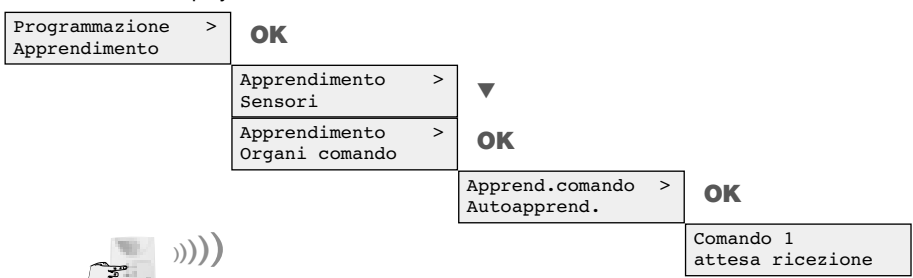 Programmazione >
Apprendimento
OK
Apprendimento >
Sensori
▼
Apprendimento >
Organi comando
OK
Apprend.comando >
Autoapprend.
OK
Comando 1
attesa ricezione